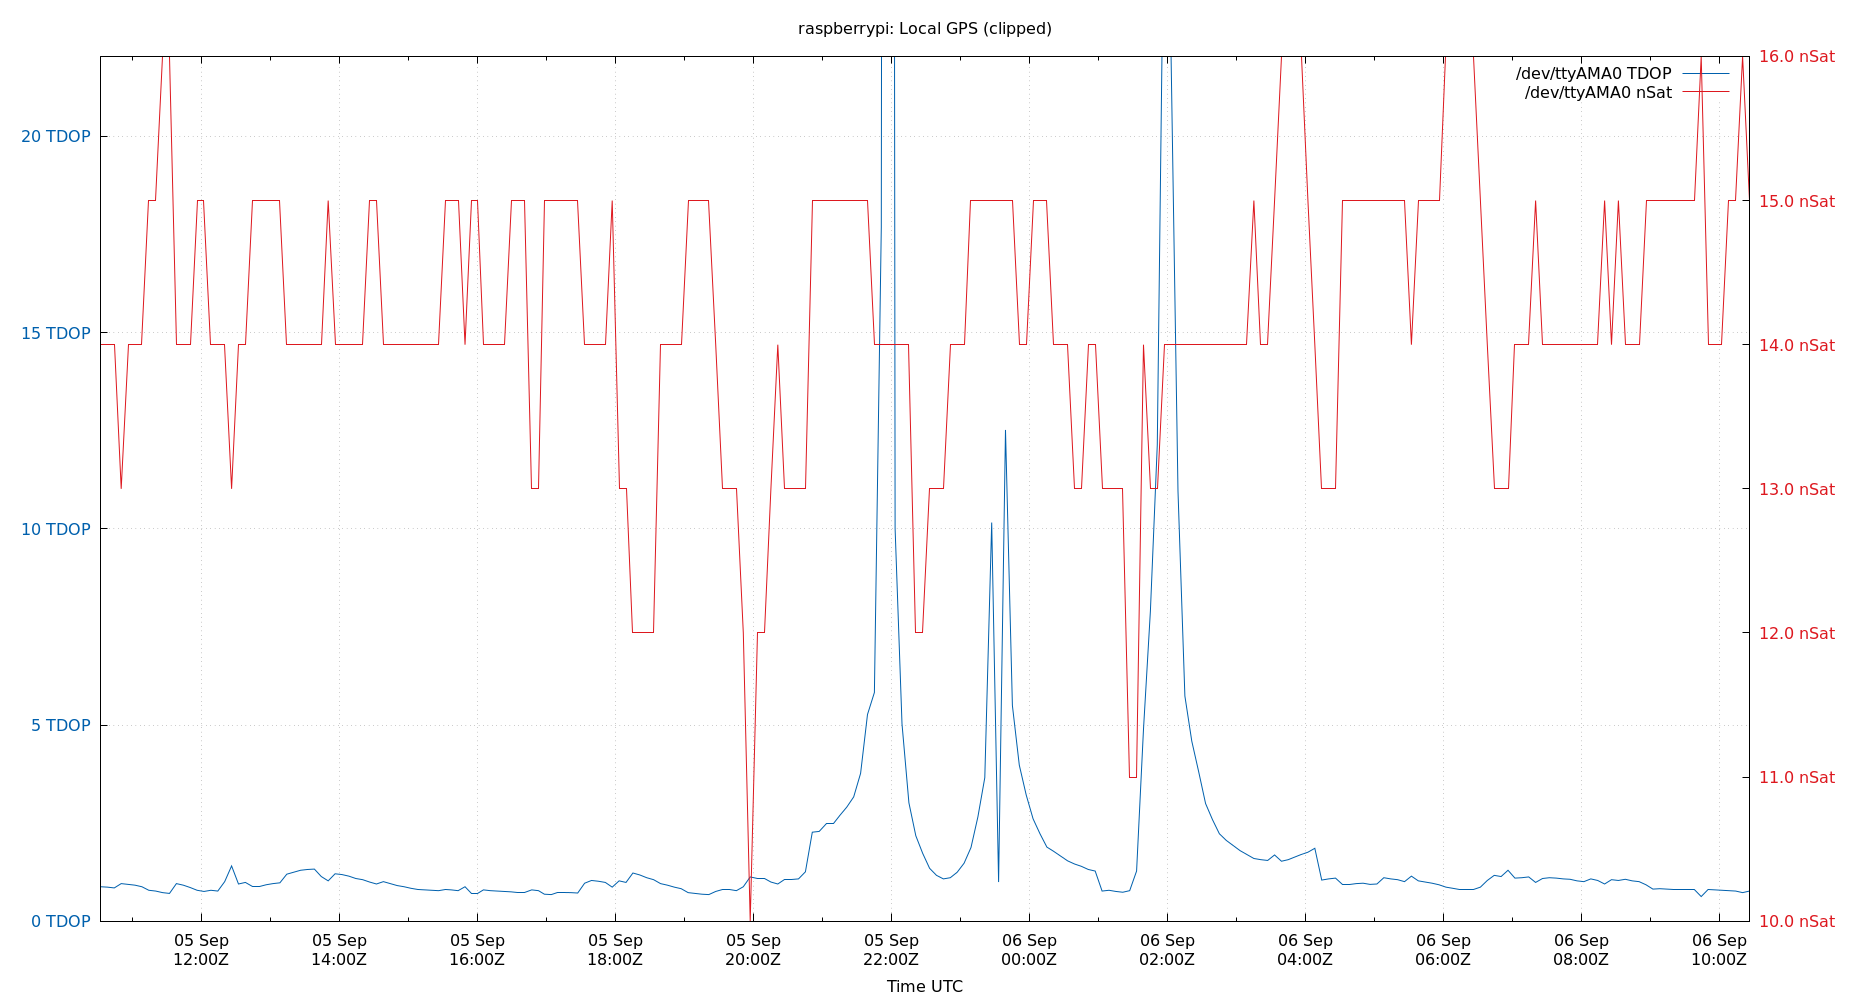 raspberrypi: Local GPS (clipped)
/dev/ttyAMA0 TDOP
/dev/ttyAMA0 nSat
20 TDOP
15 TDOP
10 TDOP
5 TDOP
0 TDOP
16.0 nSat
15.0 nSat
14.0 nSat
13.0 nSat
12.0 nSat
11.0 nSat
10.0 nSat
05 Sep
12:00Z
05 Sep
14:00Z
05 Sep
16:00Z
05 Sep
18:00Z
05 Sep
20:00Z
05 Sep
22:00Z
06 Sep
00:00Z
06 Sep
02:00Z
06 Sep
04:00Z
06 Sep
06:00Z
06 Sep
08:00Z
06 Sep
10:00Z
Time UTC